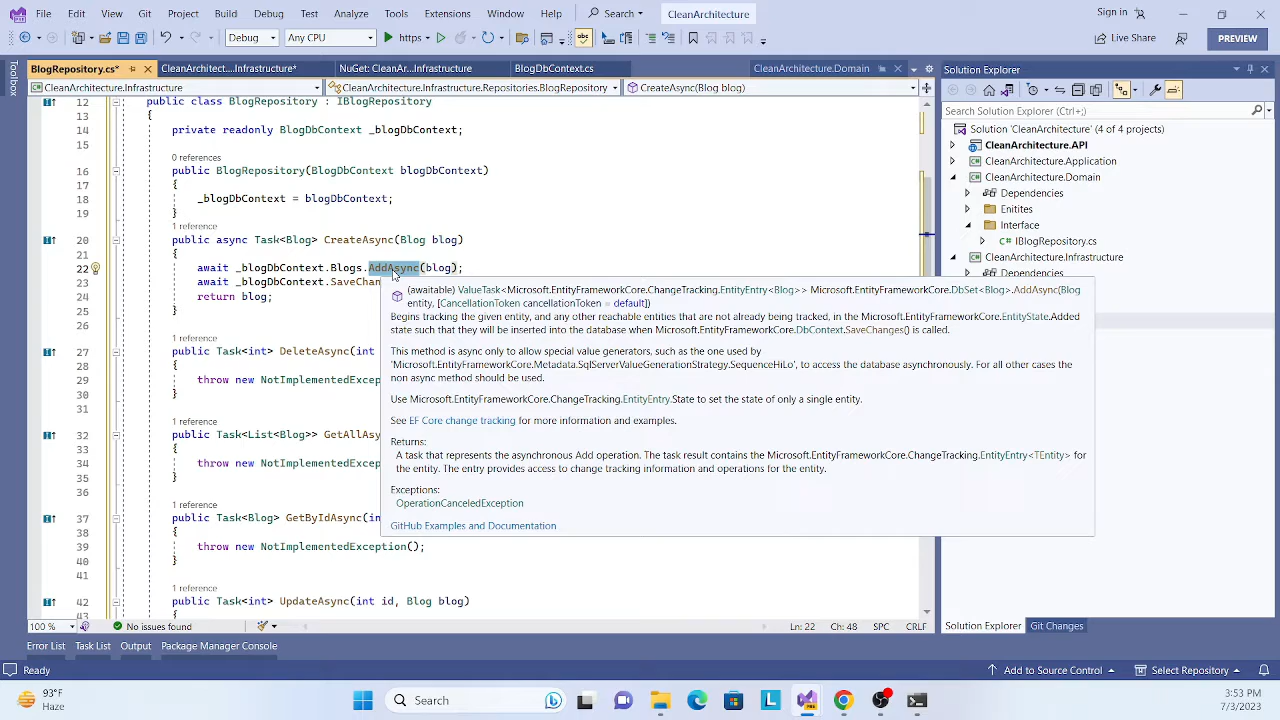 File Edit View Git Project Build Debug Test Analyze Tools Extensions Window Help Search CleanArchitecture Sign in
Debug Any CPU https Live Share PREVIEW
Toolbox
BlogRepository.cs* CleanArchitect....Infrastructure* NuGet: CleanAr...Infrastructure BlogDbContext.cs CleanArchitecture.Domain
CleanArchitecture.Infrastructure CleanArchitecture.Infrastructure.Repositories.BlogRepository CreateAsync(Blog blog)
12 public class BlogRepository : IBlogRepository
13 {
14 private readonly BlogDbContext _blogDbContext;
15
0 references
16 public BlogRepository(BlogDbContext blogDbContext)
17 {
18 _blogDbContext = blogDbContext;
19 }
1 reference
20 public async Task<Blog> CreateAsync(Blog blog)
21 {
22 await _blogDbContext.Blogs.AddAsync(blog);
23 await _blogDbContext.SaveChan
24 return blog;
25 }
26
1 reference
27 public Task<int> DeleteAsync(int
28 {
29 throw new NotImplementedExcep
30 }
31
1 reference
32 public Task<List<Blog>> GetAllAsy
33 {
34 throw new NotImplementedExcep
35 }
36
1 reference
37 public Task<Blog> GetByIdAsync(in
38 {
39 throw new NotImplementedException();
40 }
41
1 reference
42 public Task<int> UpdateAsync(int id, Blog blog)
43 {
(awaitable) ValueTask<Microsoft.EntityFrameworkCore.ChangeTracking.EntityEntry<Blog>> Microsoft.EntityFrameworkCore.DbSet<Blog>.AddAsync(Blog
entity, [CancellationToken cancellationToken = default])
Begins tracking the given entity, and any other reachable entities that are not already being tracked, in the Microsoft.EntityFrameworkCore.EntityState.Added
state such that they will be inserted into the database when Microsoft.EntityFrameworkCore.DbContext.SaveChanges() is called.
This method is async only to allow special value generators, such as the one used by
'Microsoft.EntityFrameworkCore.Metadata.SqlServerValueGenerationStrategy.SequenceHiLo', to access the database asynchronously. For all other cases the
non async method should be used.
Use Microsoft.EntityFrameworkCore.ChangeTracking.EntityEntry.State to set the state of only a single entity.
See EF Core change tracking for more information and examples.
Returns:
A task that represents the asynchronous Add operation. The task result contains the Microsoft.EntityFrameworkCore.ChangeTracking.EntityEntry<TEntity> for
the entity. The entry provides access to change tracking information and operations for the entity.
Exceptions:
OperationCanceledException
GitHub Examples and Documentation
Solution Explorer
Search Solution Explorer (Ctrl+;)
Solution 'CleanArchitecture' (4 of 4 projects)
CleanArchitecture.API
CleanArchitecture.Application
CleanArchitecture.Domain
Dependencies
Enitites
Interface
C# IBlogRepository.cs
CleanArchitecture.Infrastructure
Dependencies
100 % No issues found Ln: 22 Ch: 48 SPC CRLF
Solution Explorer Git Changes
Error List Task List Output Package Manager Console
Ready Add to Source Control Select Repository
93°F
Haze
Search
3:53 PM
7/3/2023